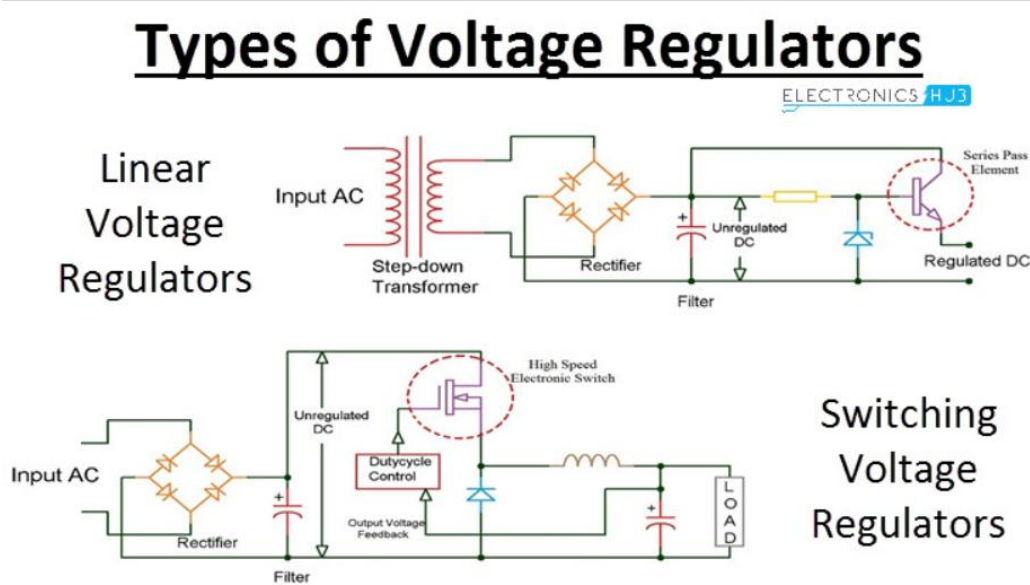 Types of Voltage Regulators
ELECTRONICS HUB
Linear
Voltage
Regulators
Input AC
Step-down
Transformer
Rectifier
+
Unregulated
DC
Filter
Series Pass
Element
Regulated DC
Input AC
Rectifier
+
Filter
Unregulated
DC
High Speed
Electronic Switch
Dutycycle
Control
Output Voltage
Feedback
+
LOAD
Switching
Voltage
Regulators